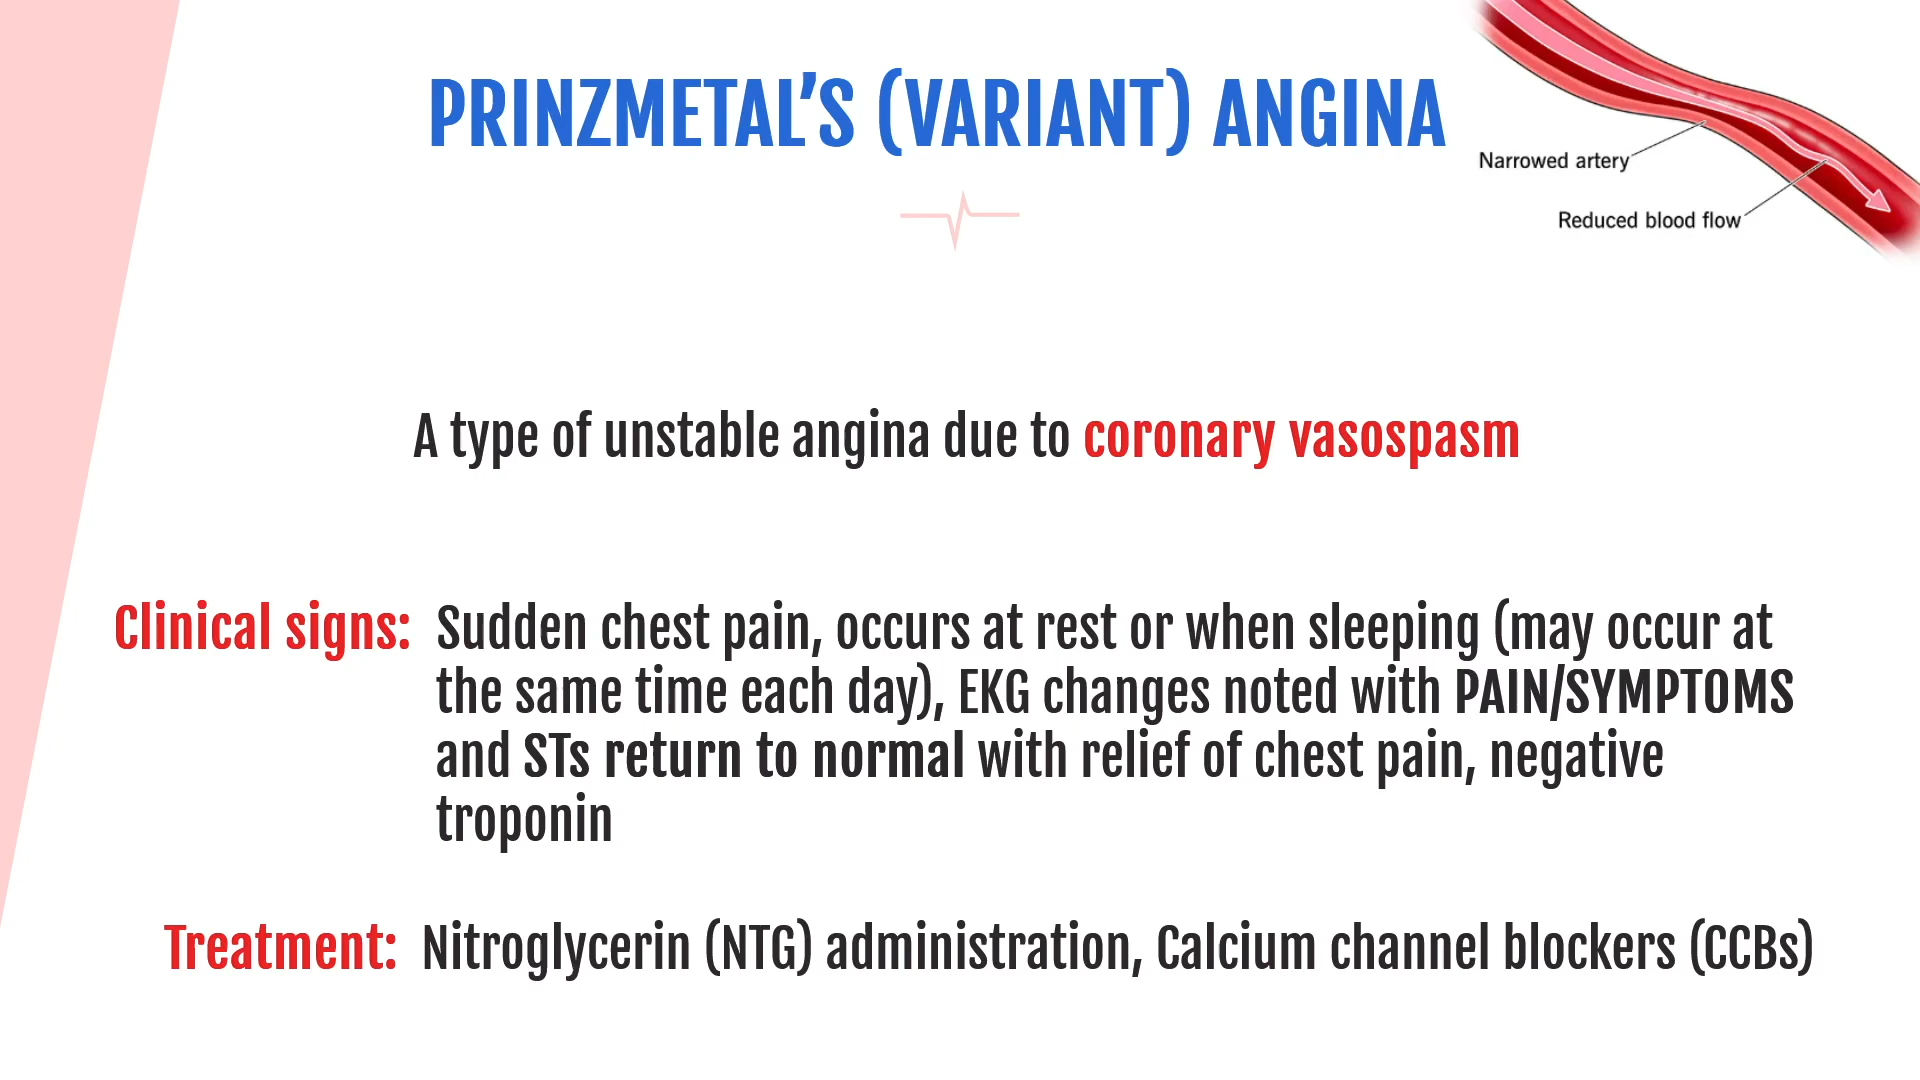 PRINZMETAL’S (VARIANT) ANGINA
Narrowed artery
Reduced blood flow
A type of unstable angina due to coronary vasospasm
Clinical signs: Sudden chest pain, occurs at rest or when sleeping (may occur at
the same time each day), EKG changes noted with PAIN/SYMPTOMS
and STs return to normal with relief of chest pain, negative
troponin
Treatment: Nitroglycerin (NTG) administration, Calcium channel blockers (CCBs)